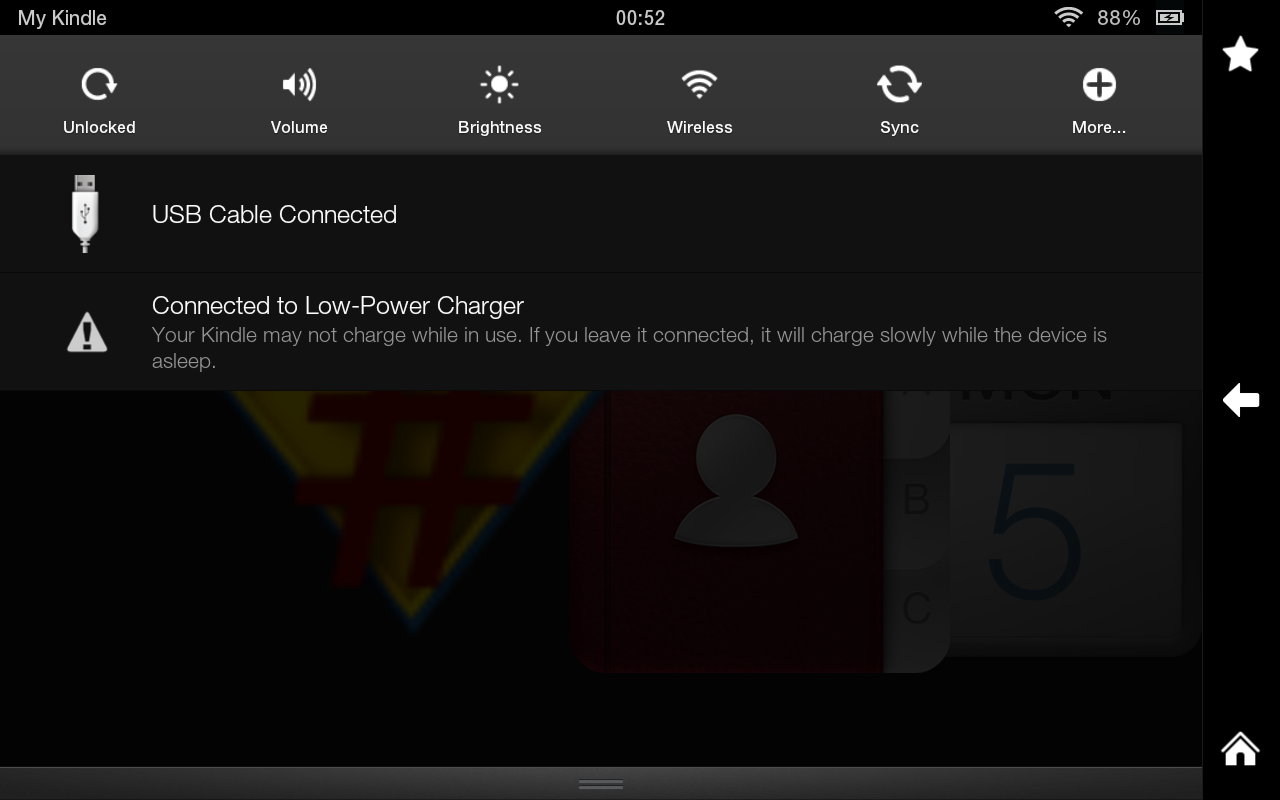 My Kindle 00:52 88%
Unlocked Volume Brightness Wireless Sync More...
USB Cable Connected
Connected to Low-Power Charger
Your Kindle may not charge while in use. If you leave it connected, it will charge slowly while the device is
asleep.
#
A MON
B 5
C